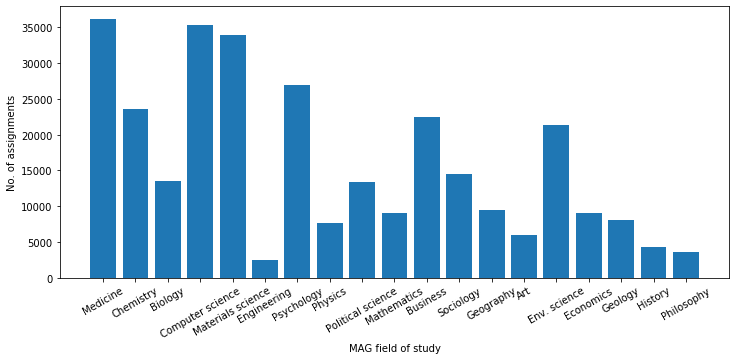 No. of assignments
35000
30000
25000
20000
15000
10000
5000
0
Medicine
Chemistry
Biology
Computer science
Materials science
Engineering
Psychology
Physics
Political science
Mathematics
Business
Sociology
Geography
Art
Env. science
Economics
Geology
History
Philosophy
MAG field of study